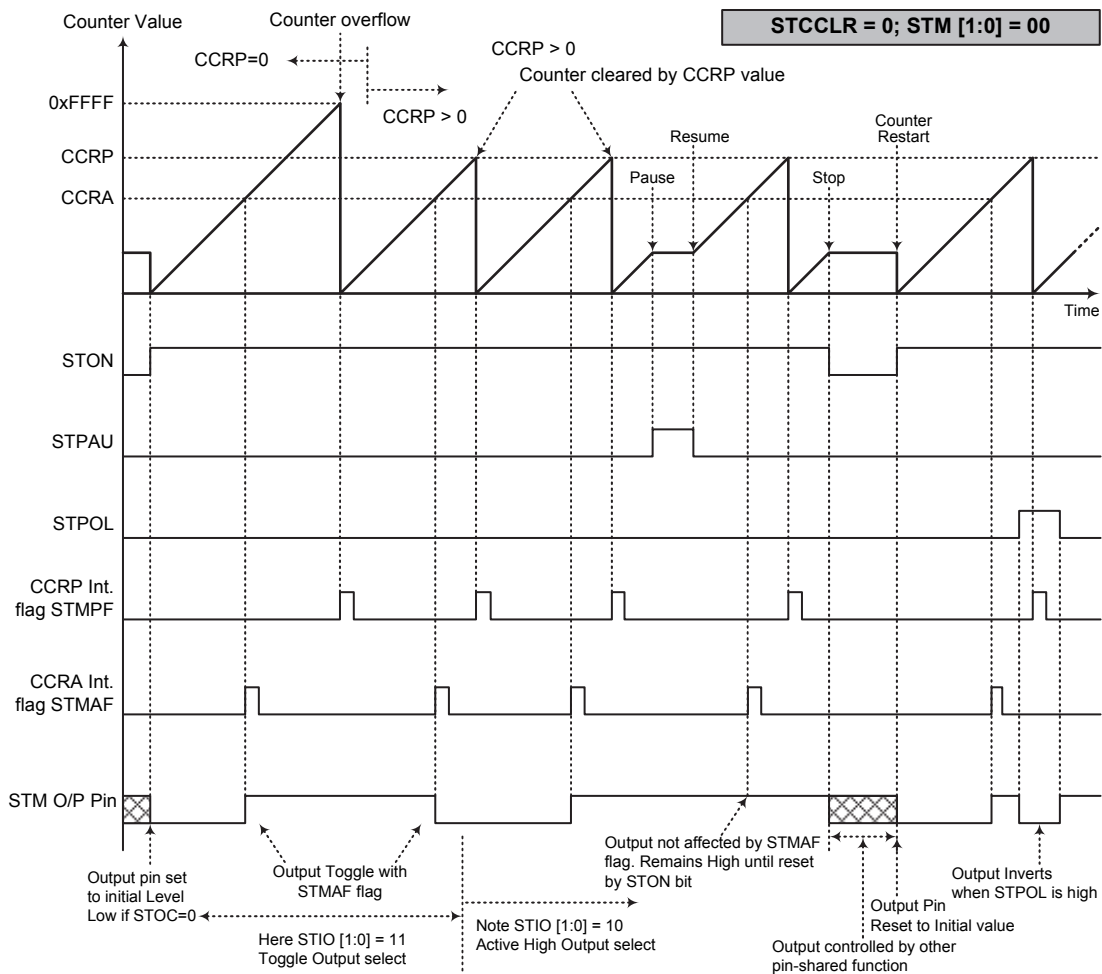 Counter Value
Counter overflow
STCCLR = 0; STM [1:0] = 00
CCRP=0
CCRP > 0
CCRP > 0
Counter cleared by CCRP value
0xFFFF
CCRP
CCRA
Pause
Resume
Stop
Counter
Restart
Time
STON
STPAU
STPOL
CCRP Int.
flag STMPF
CCRA Int.
flag STMAF
STM O/P Pin
Output pin set
to initial Level
Low if STOC=0
Output Toggle with
STMAF flag
Here STIO [1:0] = 11
Toggle Output select
Note STIO [1:0] = 10
Active High Output select
Output not affected by STMAF
flag. Remains High until reset
by STON bit
Output controlled by other
pin-shared function
Output Pin
Reset to Initial value
Output Inverts
when STPOL is high